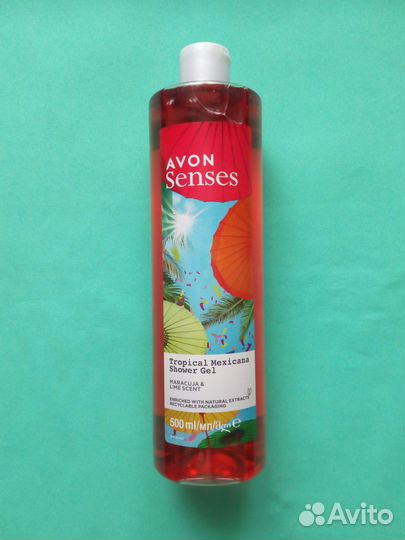 AVON
Senses
Tropical Mexicana
Shower Gel
MARACUJA &
LIME SCENT
ENRICHED WITH NATURAL EXTRACTS
RECYCLABLE PACKAGING
500 ml/мл/მლ ℮
Avito